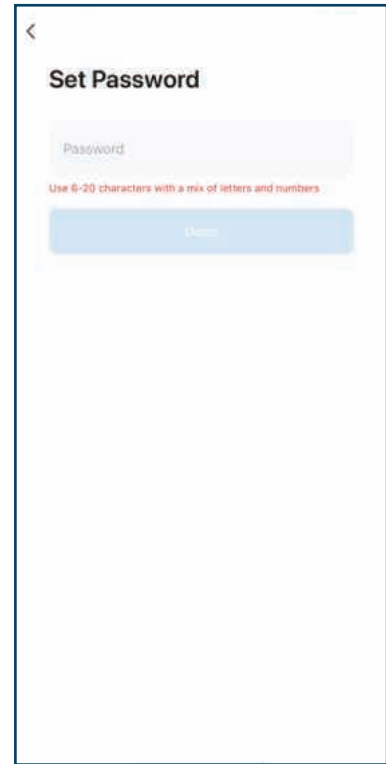 Set Password
Password
Use 6-20 characters with a mix of letters and numbers
Done